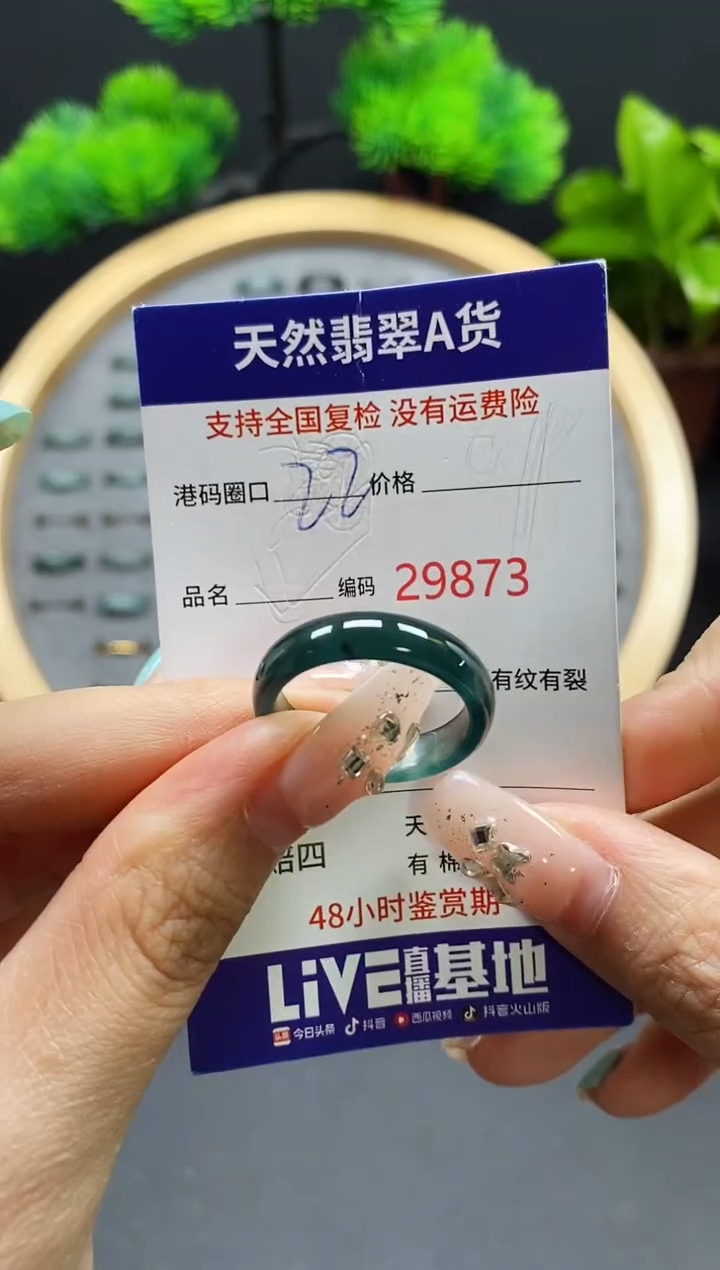 天然翡翠A货
支持全国复检 没有运费险
港码圈口 22 价格
品名 编码 29873
有纹有裂
赔四 天
有棉
48小时鉴赏期
LiVE直播基地
今日头条 抖音 西瓜视频 抖音火山版